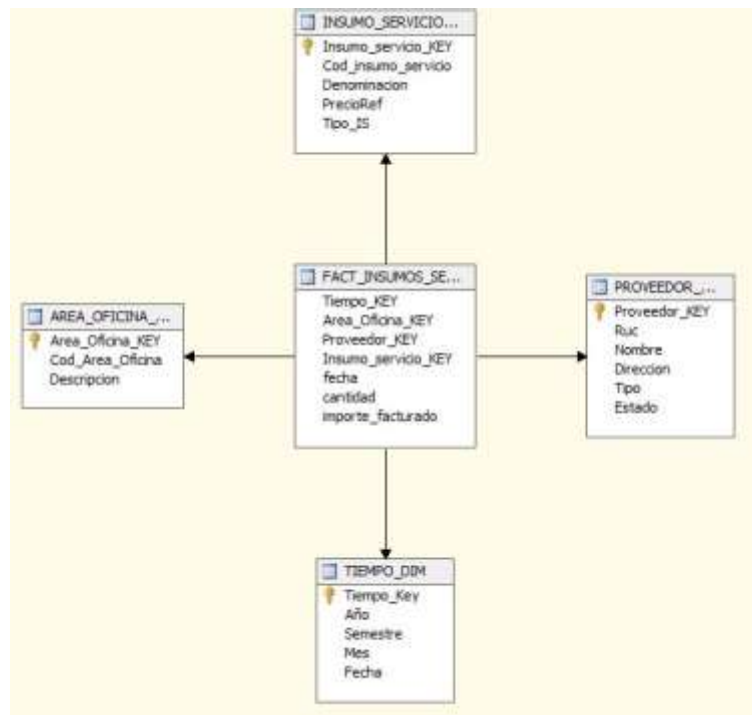 INSUMO_SERVICIO...
Insumo_servicio_KEY
Cod_insumo_servicio
Denominacion
PrecioRef
Tipo_IS
FACT_INSUMOS_SE...
Tiempo_KEY
Area_Oficina_KEY
Proveedor_KEY
Insumo_servicio_KEY
fecha
cantidad
importe_facturado
AREA_OFICINA_...
Area_Oficina_KEY
Cod_Area_Oficina
Descripcion
PROVEEDOR_...
Proveedor_KEY
Ruc
Nombre
Direccion
Tipo
Estado
TIEMPO_DIM
Tiempo_Key
Año
Semestre
Mes
Fecha